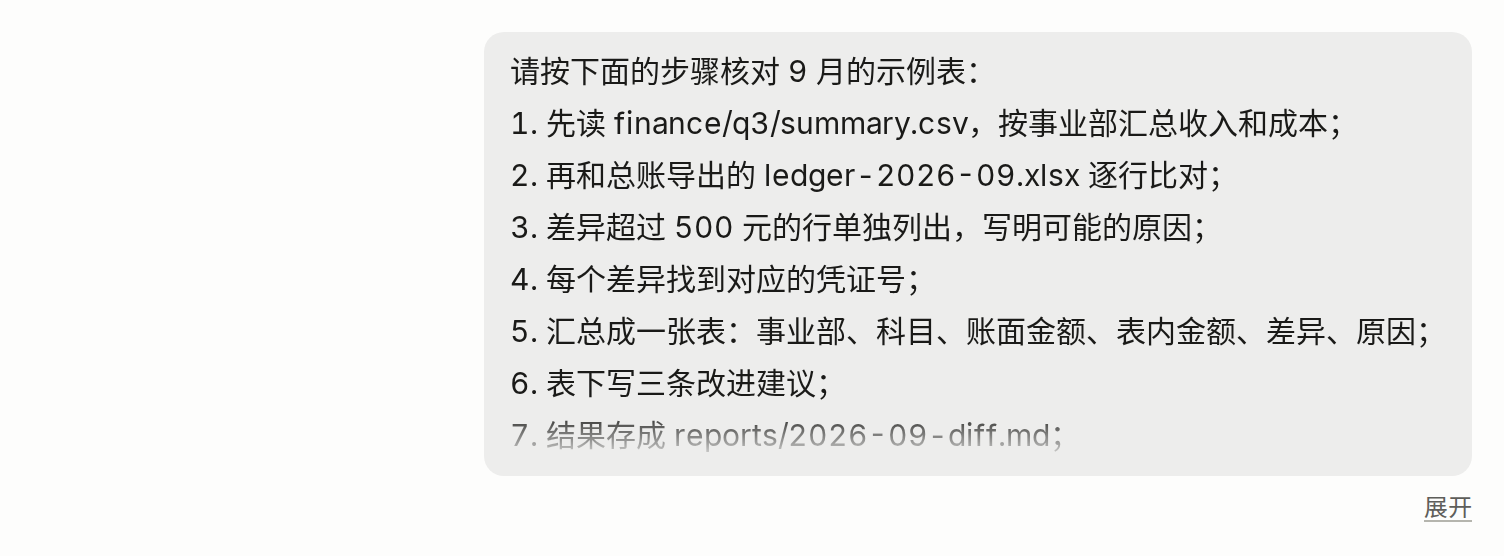 请按下面的步骤核对 9 月的示例表：
1. 先读 finance/q3/summary.csv，按事业部汇总收入和成本；
2. 再和总账导出的 ledger-2026-09.xlsx 逐行比对；
3. 差异超过 500 元的行单独列出，写明可能的原因；
4. 每个差异找到对应的凭证号；
5. 汇总成一张表：事业部、科目、账面金额、表内金额、差异、原因；
6. 表下写三条改进建议；
7. 结果存成 reports/2026-09-diff.md；
展开